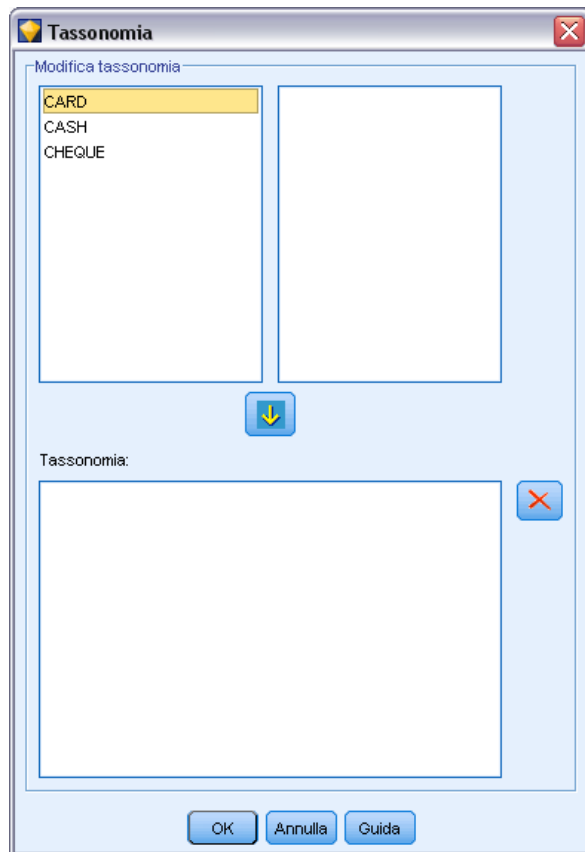 Tassonomia
Modifica tassonomia
CARD
CASH
CHEQUE
Tassonomia:
OK
Annulla
Guida